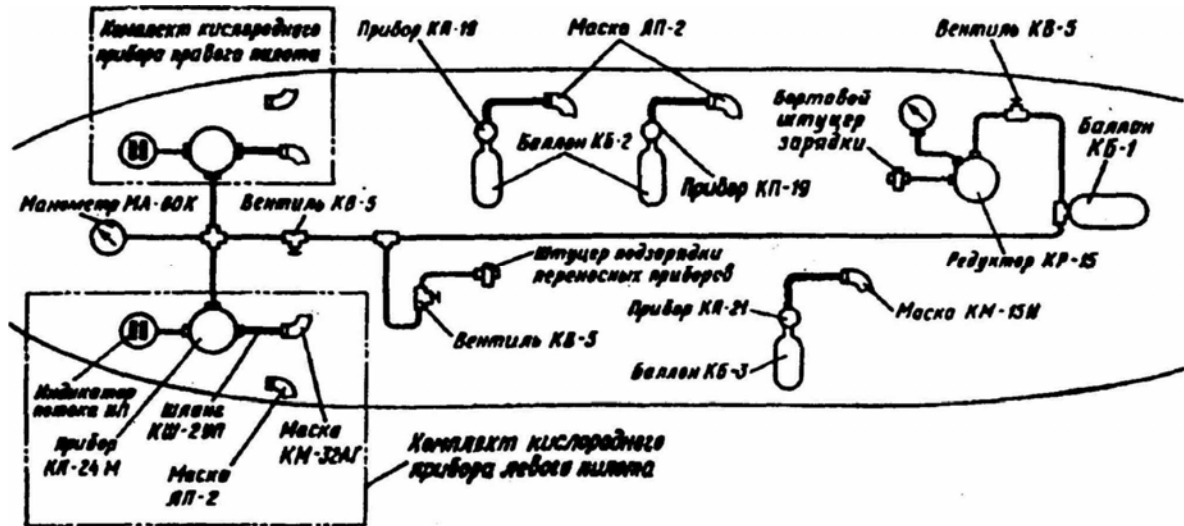 Комплект кислородного
прибора правого пилота
Прибор КП-19
Маска ДП-2
Вентиль КВ-5
Бортовой
штуцер
зарядки
Баллон
КБ-1
Баллон КБ-2
Прибор КП-19
Манометр МА-60К
Вентиль КВ-5
Редуктор КР-15
Штуцер подзарядки
переносных приборов
Прибор КП-21
Маска КМ-15М
Вентиль КВ-5
Баллон КБ-3
Индикатор
потока ИП
Шланг
КШ-24П
Прибор
КП-24М
Маска
КМ-32АГ
Маска
ДП-2
Комплект кислородного
прибора левого пилота